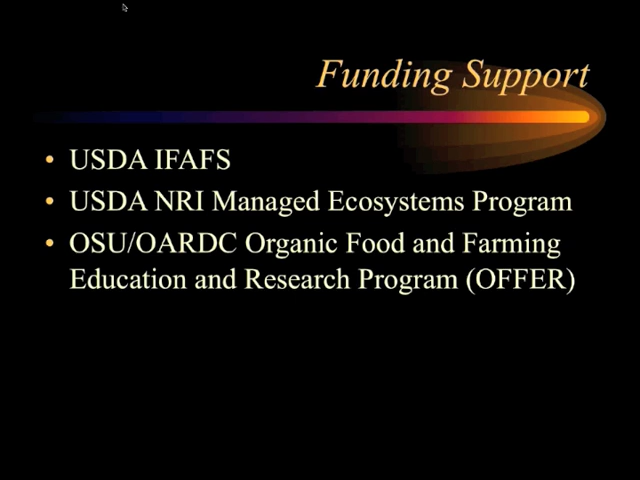 Funding Support
• USDA IFAFS
• USDA NRI Managed Ecosystems Program
• OSU/OARDC Organic Food and Farming
Education and Research Program (OFFER)